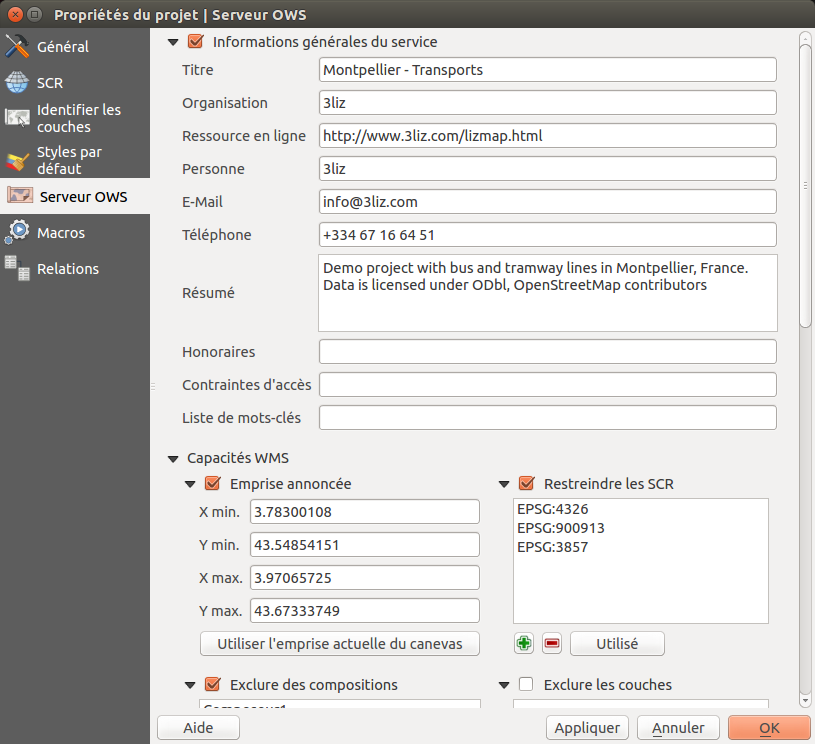 Propriétés du projet | Serveur OWS
Général
SCR
Identifier les
couches
Styles par
défaut
Serveur OWS
Macros
Relations
Informations générales du service
Titre Montpellier - Transports
Organisation 3liz
Ressource en ligne http://www.3liz.com/lizmap.html
Personne 3liz
E-Mail info@3liz.com
Téléphone +334 67 16 64 51
Résumé
Demo project with bus and tramway lines in Montpellier, France.
Data is licensed under ODbl, OpenStreetMap contributors
Honoraires
Contraintes d'accès
Liste de mots-clés
Capacités WMS
Emprise annoncée
X min. 3.78300108
Y min. 43.54854151
X max. 3.97065725
Y max. 43.67333749
Utiliser l'emprise actuelle du canevas
Restreindre les SCR
EPSG:4326
EPSG:900913
EPSG:3857
Utilisé
Exclure des compositions
Exclure les couches
Aide
Appliquer
Annuler
OK